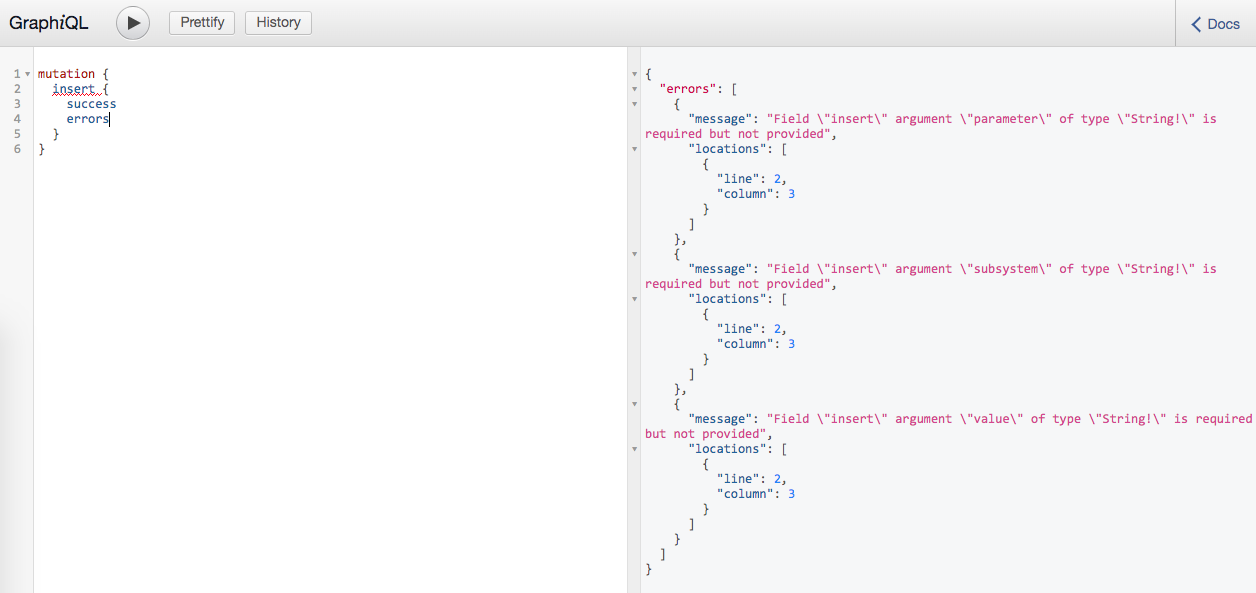 GraphiQL
Prettify
History
Docs
1 mutation {
2   insert {
3     success
4     errors
5   }
6 }
{
  "errors": [
    {
      "message": "Field \"insert\" argument \"parameter\" of type \"String!\" is
required but not provided",
      "locations": [
        {
          "line": 2,
          "column": 3
        }
      ]
    },
    {
      "message": "Field \"insert\" argument \"subsystem\" of type \"String!\" is
required but not provided",
      "locations": [
        {
          "line": 2,
          "column": 3
        }
      ]
    },
    {
      "message": "Field \"insert\" argument \"value\" of type \"String!\" is required
but not provided",
      "locations": [
        {
          "line": 2,
          "column": 3
        }
      ]
    }
  ]
}